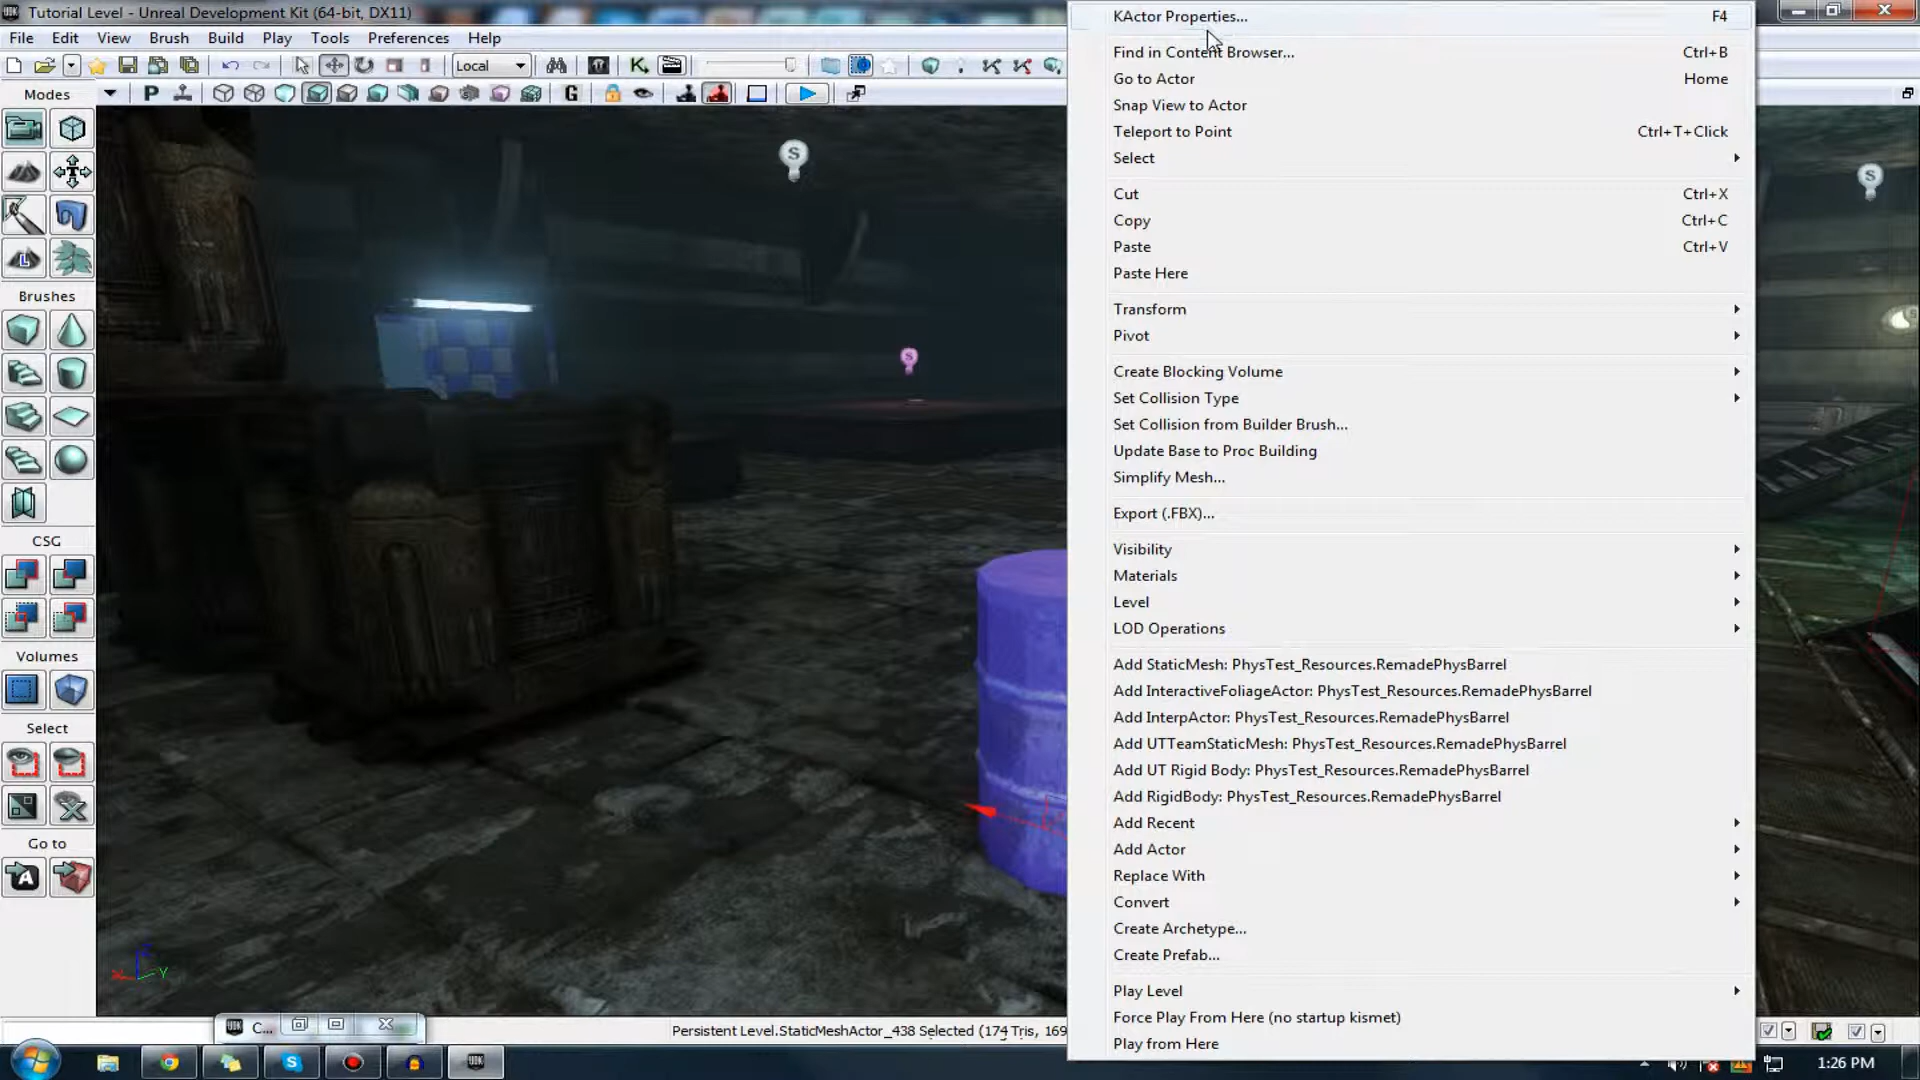 Tutorial Level - Unreal Development Kit (64-bit, DX11)
File Edit View Brush Build Play Tools Preferences Help
Local
Modes
P
G
S
S
S
L
Brushes
CSG
Volumes
Select
Go to
A
KActor Properties... F4
Find in Content Browser... Ctrl+B
Go to Actor Home
Snap View to Actor
Teleport to Point Ctrl+T+Click
Select
Cut Ctrl+X
Copy Ctrl+C
Paste Ctrl+V
Paste Here
Transform
Pivot
Create Blocking Volume
Set Collision Type
Set Collision from Builder Brush...
Update Base to Proc Building
Simplify Mesh...
Export (.FBX)...
Visibility
Materials
Level
LOD Operations
Add StaticMesh: PhysTest_Resources.RemadePhysBarrel
Add InteractiveFoliageActor: PhysTest_Resources.RemadePhysBarrel
Add InterpActor: PhysTest_Resources.RemadePhysBarrel
Add UTTeamStaticMesh: PhysTest_Resources.RemadePhysBarrel
Add UT Rigid Body: PhysTest_Resources.RemadePhysBarrel
Add RigidBody: PhysTest_Resources.RemadePhysBarrel
Add Recent
Add Actor
Replace With
Convert
Create Archetype...
Create Prefab...
Play Level
Force Play From Here (no startup kismet)
Play from Here
X Z Y
C...
Persistent Level.StaticMeshActor_438 Selected (174 Tris, 169
1:26 PM